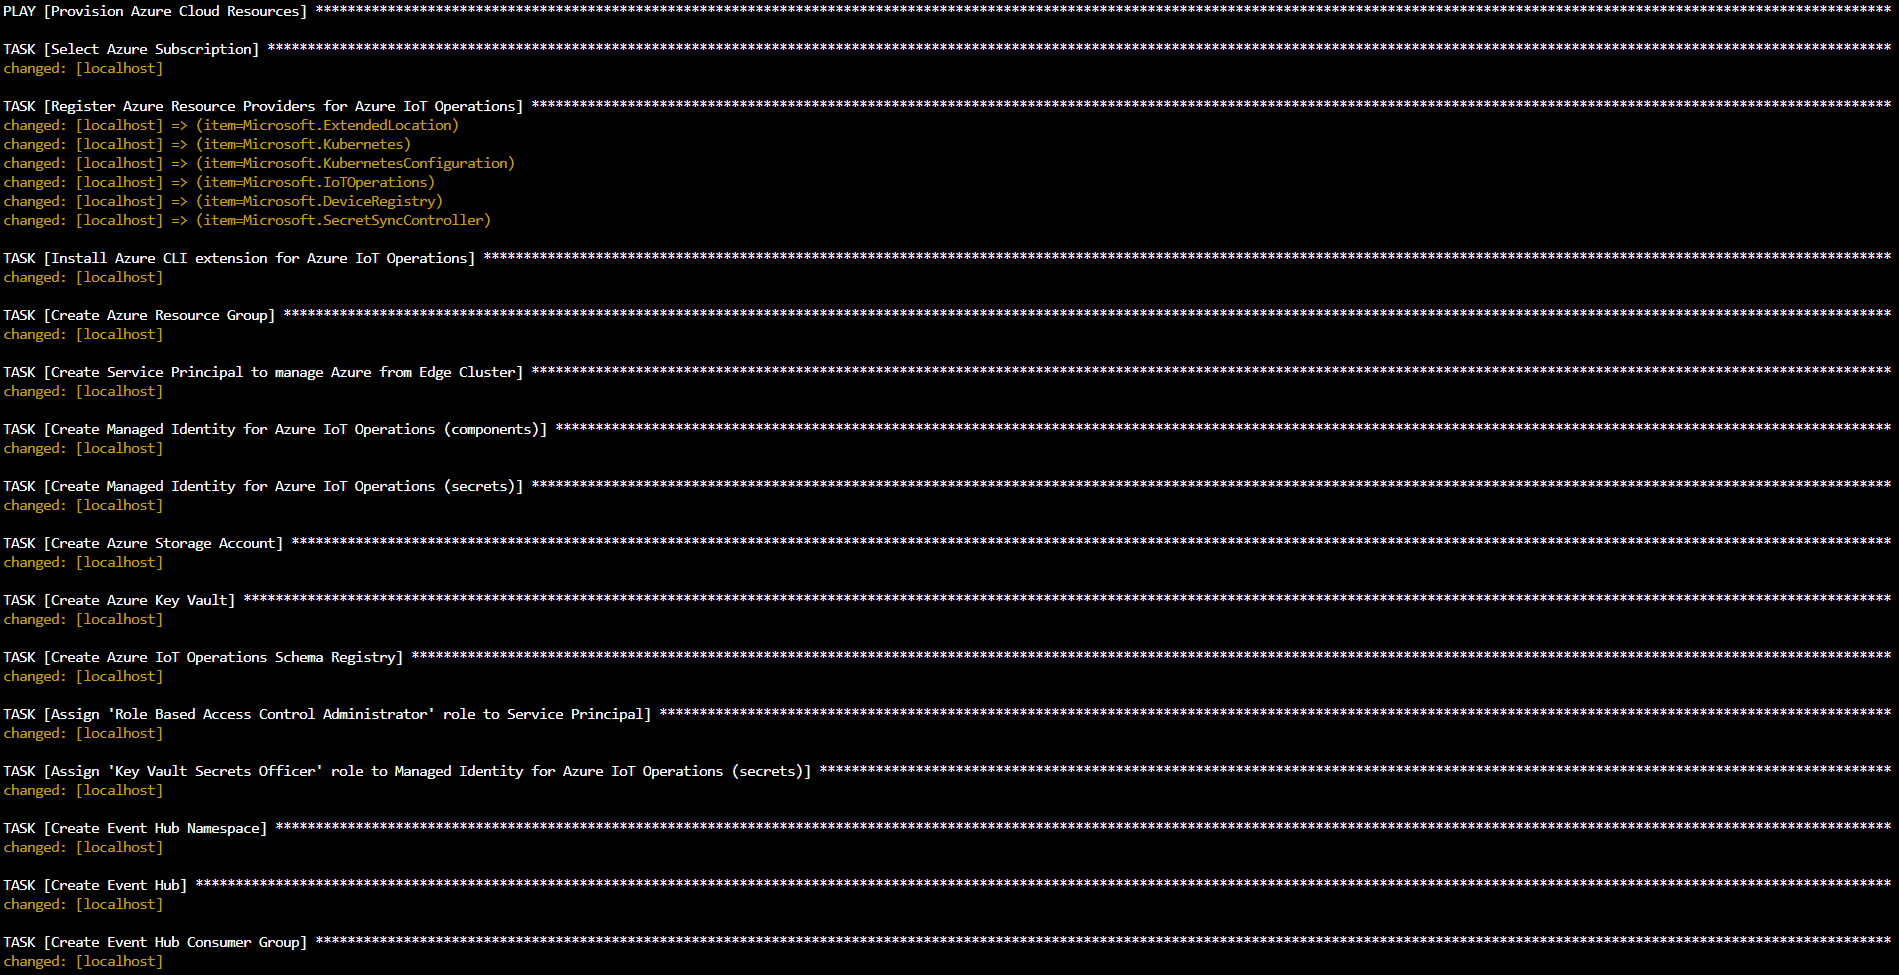 PLAY [Provision Azure Cloud Resources] *****************************************************************************************************************************************************************************************************
TASK [Select Azure Subscription] ***********************************************************************************************************************************************************************************************************
changed: [localhost]
TASK [Register Azure Resource Providers for Azure IoT Operations] **************************************************************************************************************************************************************************
changed: [localhost] => (item=Microsoft.ExtendedLocation)
changed: [localhost] => (item=Microsoft.Kubernetes)
changed: [localhost] => (item=Microsoft.KubernetesConfiguration)
changed: [localhost] => (item=Microsoft.IoTOperations)
changed: [localhost] => (item=Microsoft.DeviceRegistry)
changed: [localhost] => (item=Microsoft.SecretSyncController)
TASK [Install Azure CLI extension for Azure IoT Operations] ********************************************************************************************************************************************************************************
changed: [localhost]
TASK [Create Azure Resource Group] *********************************************************************************************************************************************************************************************************
changed: [localhost]
TASK [Create Service Principal to manage Azure from Edge Cluster] **************************************************************************************************************************************************************************
changed: [localhost]
TASK [Create Managed Identity for Azure IoT Operations (components)] ***********************************************************************************************************************************************************************
changed: [localhost]
TASK [Create Managed Identity for Azure IoT Operations (secrets)] **************************************************************************************************************************************************************************
changed: [localhost]
TASK [Create Azure Storage Account] ********************************************************************************************************************************************************************************************************
changed: [localhost]
TASK [Create Azure Key Vault] **************************************************************************************************************************************************************************************************************
changed: [localhost]
TASK [Create Azure IoT Operations Schema Registry] *****************************************************************************************************************************************************************************************
changed: [localhost]
TASK [Assign 'Role Based Access Control Administrator' role to Service Principal] **********************************************************************************************************************************************************
changed: [localhost]
TASK [Assign 'Key Vault Secrets Officer' role to Managed Identity for Azure IoT Operations (secrets)] **************************************************************************************************************************************
changed: [localhost]
TASK [Create Event Hub Namespace] **********************************************************************************************************************************************************************************************************
changed: [localhost]
TASK [Create Event Hub] ********************************************************************************************************************************************************************************************************************
changed: [localhost]
TASK [Create Event Hub Consumer Group] *****************************************************************************************************************************************************************************************************
changed: [localhost]